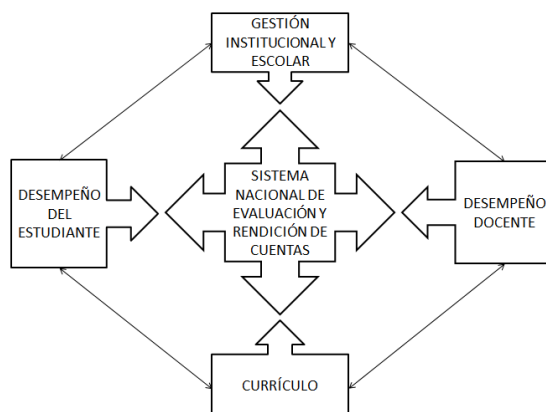 GESTIÓN
INSTITUCIONAL Y
ESCOLAR
DESEMPEÑO
DEL
ESTUDIANTE
SISTEMA
NACIONAL DE
EVALUACIÓN Y
RENDICIÓN DE
CUENTAS
DESEMPEÑO
DOCENTE
CURRÍCULO